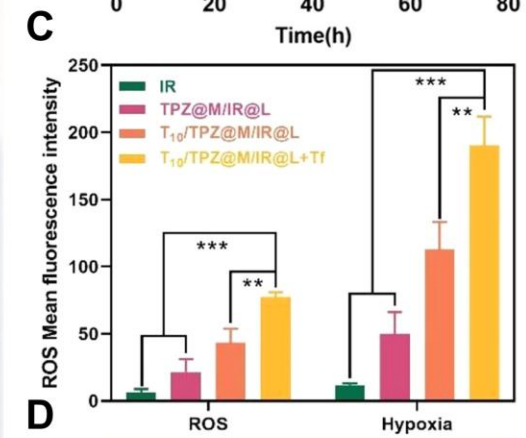 0 20 40 60 80
C
Time(h)
ROS Mean fluorescence intensity
250
200
150
100
50
0
IR
TPZ@M/IR@L
T10/TPZ@M/IR@L
T10/TPZ@M/IR@L+Tf
***
**
***
**
ROS Hypoxia
D